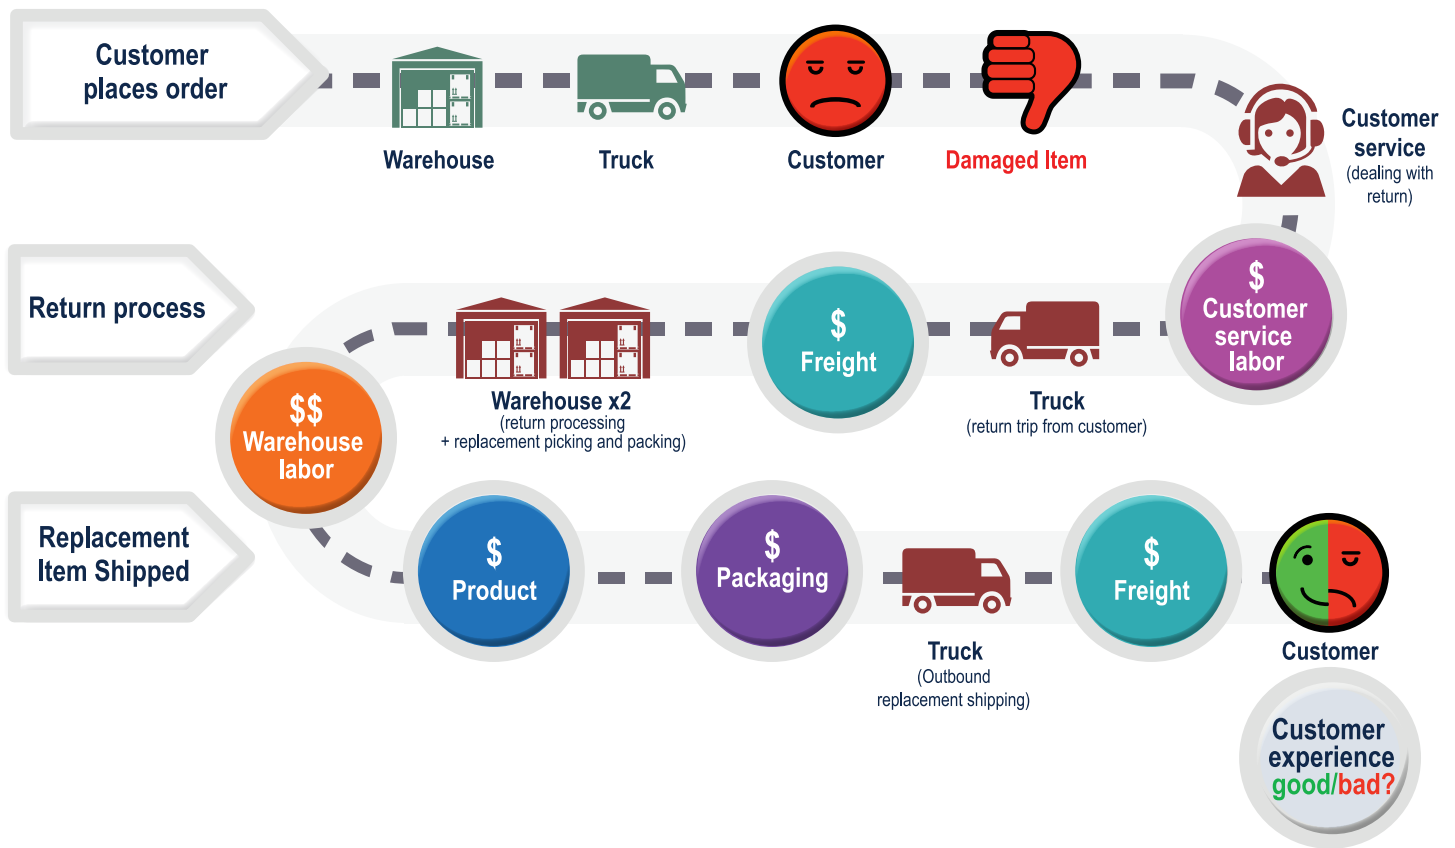 Customer
places order
Warehouse
Truck
Customer
Damaged Item
Customer
service
(dealing with
return)
Return process
$$
Warehouse
labor
Warehouse x2
(return processing
+ replacement picking and packing)
$
Freight
Truck
(return trip from customer)
$
Customer
service
labor
Replacement
Item Shipped
$
Product
$
Packaging
Truck
(Outbound
replacement shipping)
$
Freight
Customer
Customer
experience
good/bad?